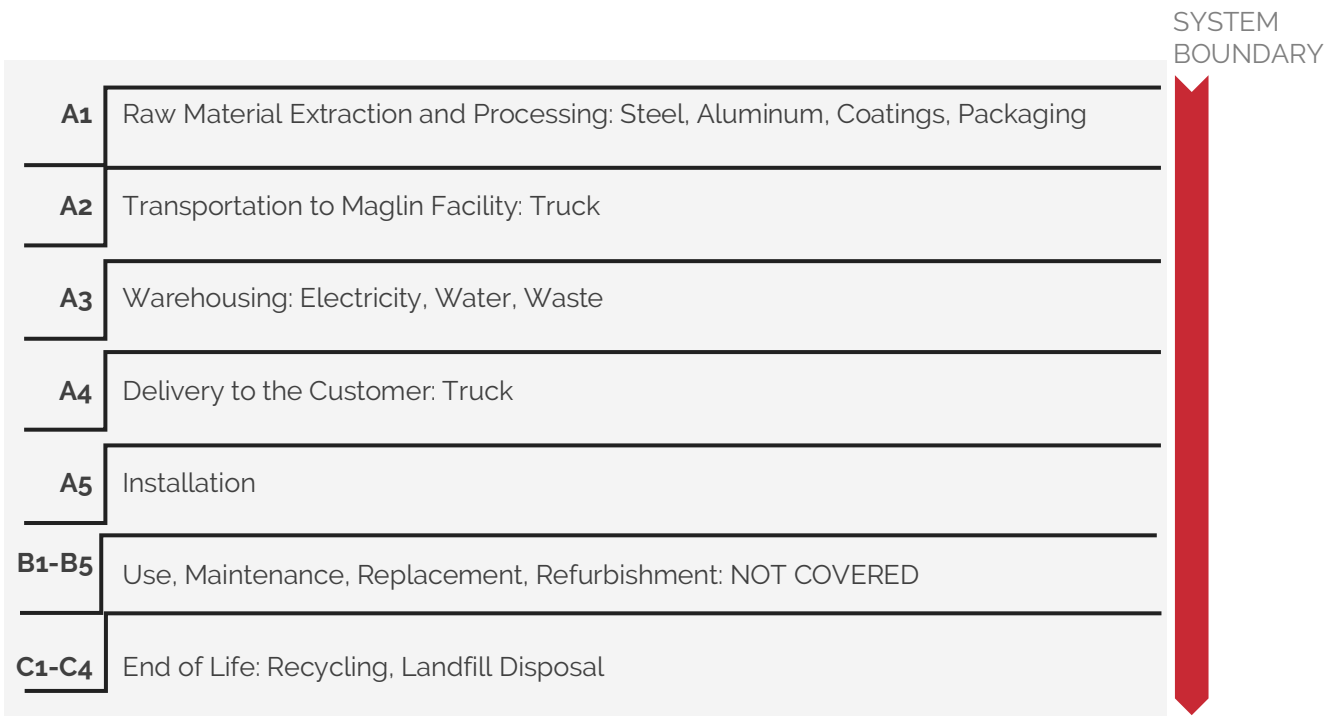 SYSTEM
BOUNDARY
A1 Raw Material Extraction and Processing: Steel, Aluminum, Coatings, Packaging
A2 Transportation to Maglin Facility: Truck
A3 Warehousing: Electricity, Water, Waste
A4 Delivery to the Customer: Truck
A5 Installation
B1-B5 Use, Maintenance, Replacement, Refurbishment: NOT COVERED
C1-C4 End of Life: Recycling, Landfill Disposal